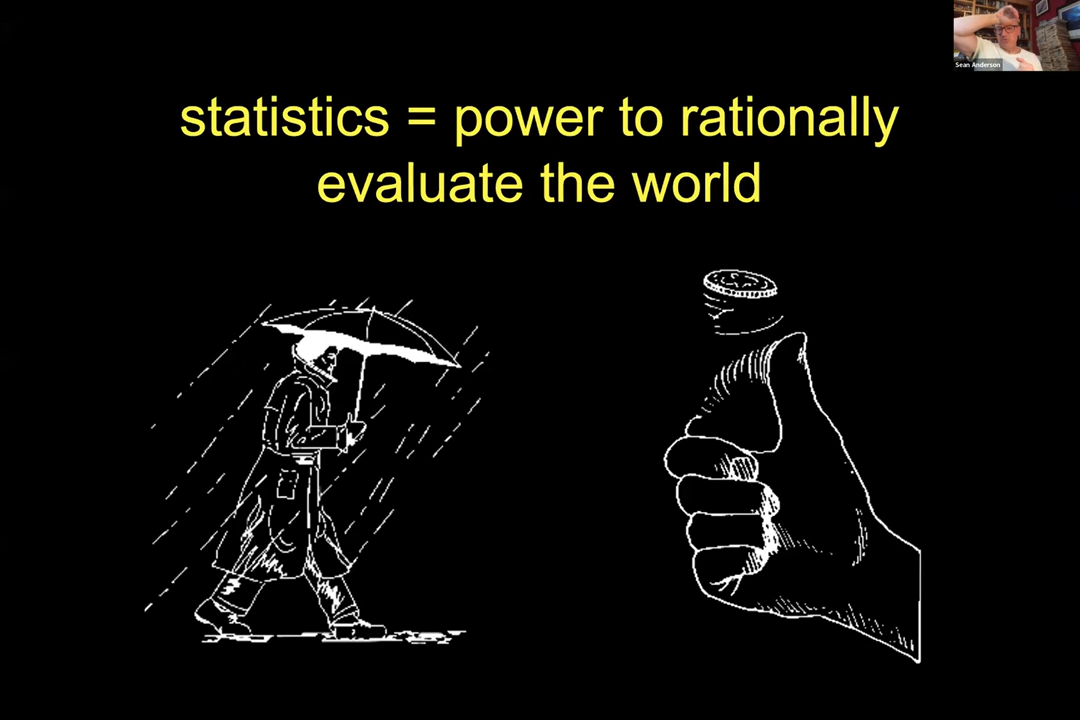 Sean Anderson
statistics = power to rationally
evaluate the world